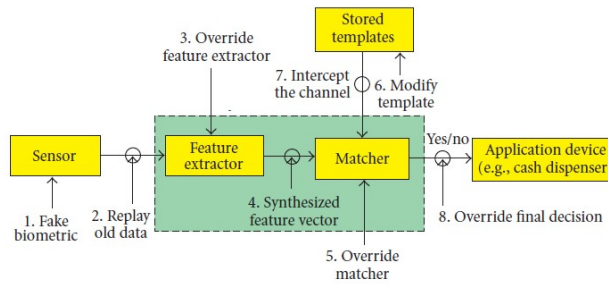 Stored
templates
3. Override
feature extractor
7. Intercept
the channel
6. Modify
template
Sensor
Feature
extractor
Matcher
Yes/no
Application device
(e.g., cash dispenser
1. Fake
biometric
2. Replay
old data
4. Synthesized
feature vector
5. Override
matcher
8. Override final decision